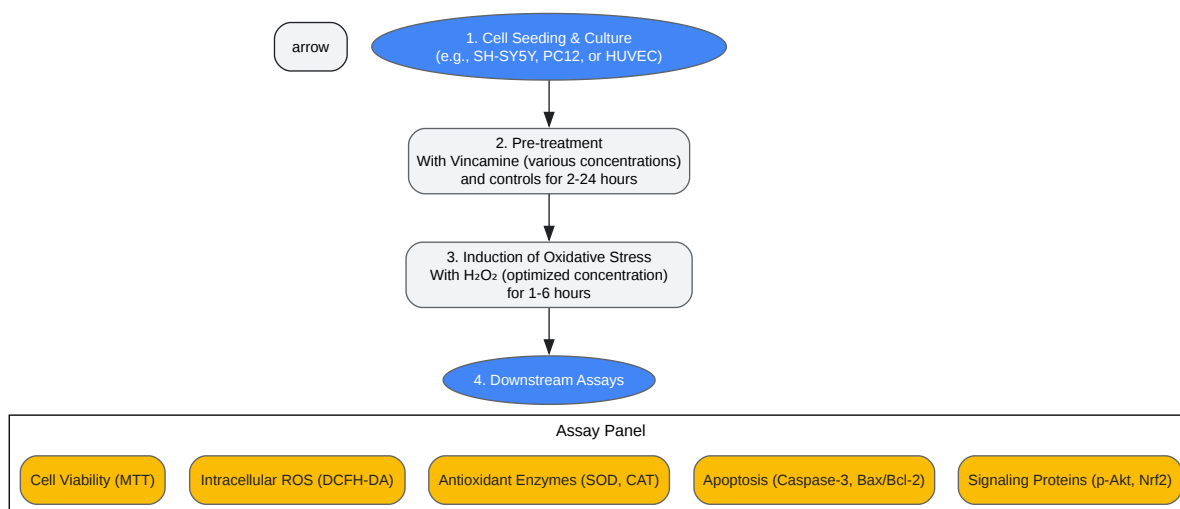 arrow
1. Cell Seeding & Culture
(e.g., SH-SY5Y, PC12, or HUVEC)
2. Pre-treatment
With Vincamine (various concentrations)
and controls for 2-24 hours
3. Induction of Oxidative Stress
With H₂O₂ (optimized concentration)
for 1-6 hours
4. Downstream Assays
Assay Panel
Cell Viability (MTT)
Intracellular ROS (DCFH-DA)
Antioxidant Enzymes (SOD, CAT)
Apoptosis (Caspase-3, Bax/Bcl-2)
Signaling Proteins (p-Akt, Nrf2)